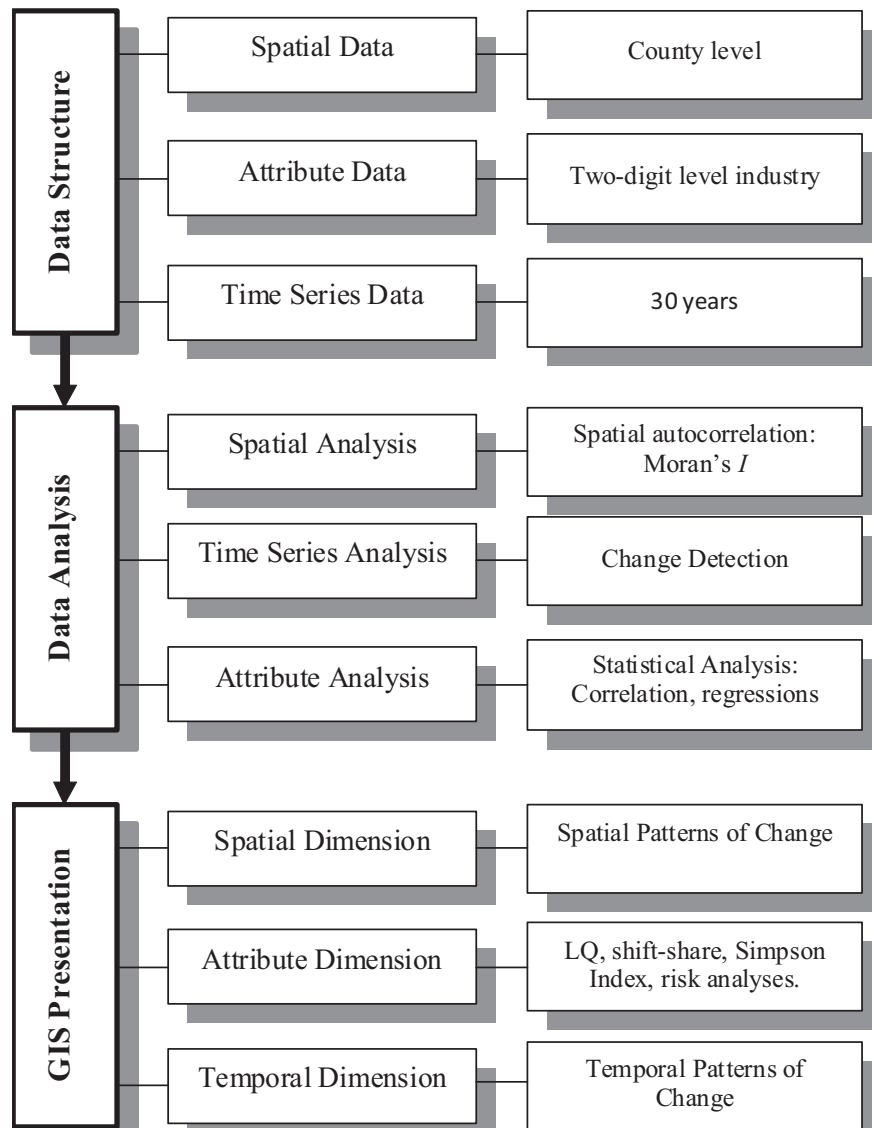 Data Structure
Spatial Data
County level
Attribute Data
Two-digit level industry
Time Series Data
30 years
Data Analysis
Spatial Analysis
Spatial autocorrelation:
Moran’s I
Time Series Analysis
Change Detection
Attribute Analysis
Statistical Analysis:
Correlation, regressions
GIS Presentation
Spatial Dimension
Spatial Patterns of Change
Attribute Dimension
LQ, shift-share, Simpson
Index, risk analyses.
Temporal Dimension
Temporal Patterns of
Change